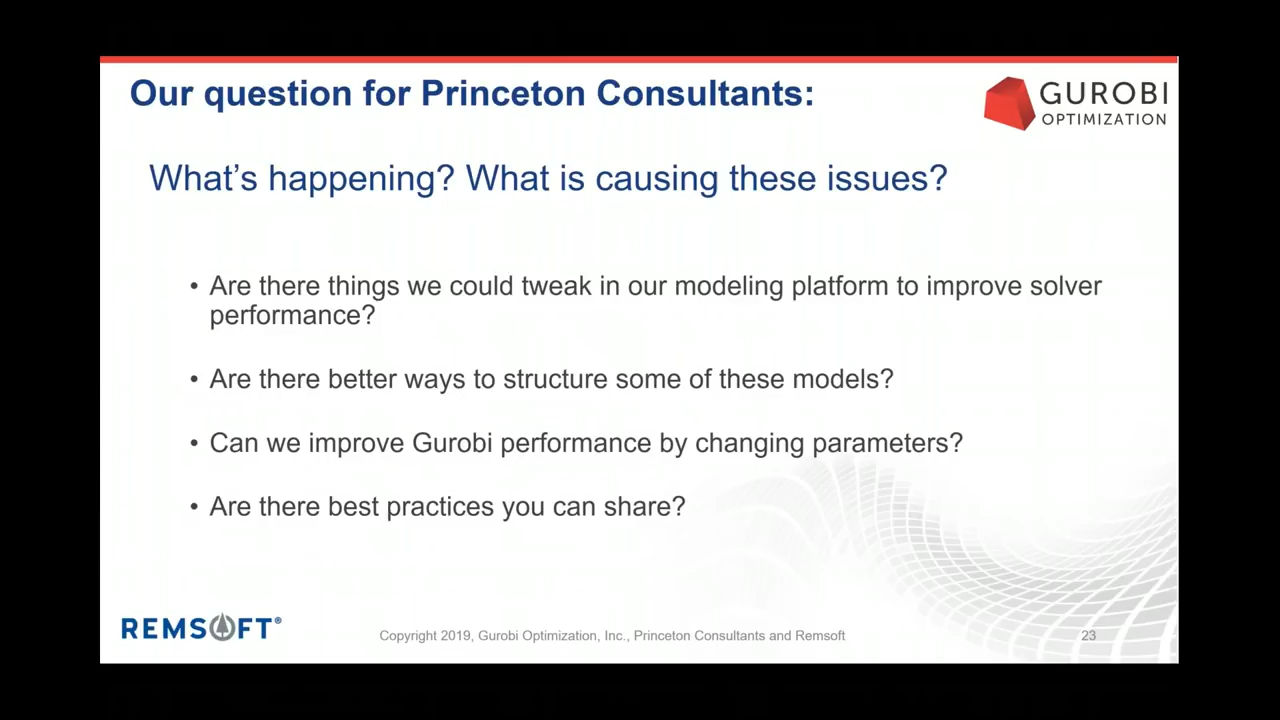 Our question for Princeton Consultants:
GUROBI
OPTIMIZATION
What's happening? What is causing these issues?
• Are there things we could tweak in our modeling platform to improve solver
performance?
• Are there better ways to structure some of these models?
• Can we improve Gurobi performance by changing parameters?
• Are there best practices you can share?
REMSOFT®
Copyright 2019, Gurobi Optimization, Inc., Princeton Consultants and Remsoft
23